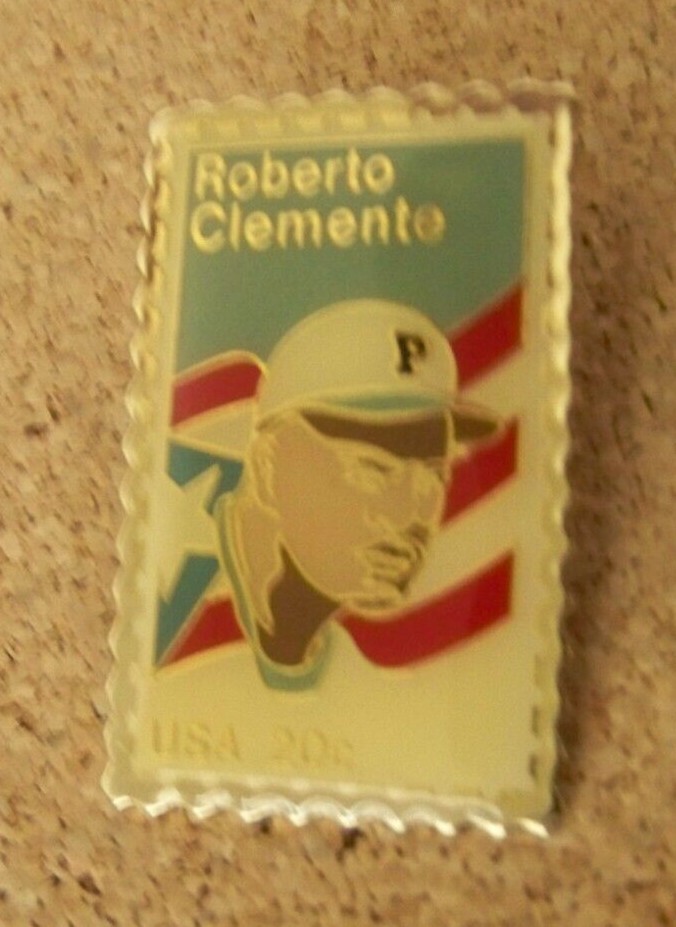 Roberto
Clemente
P
USA 20c